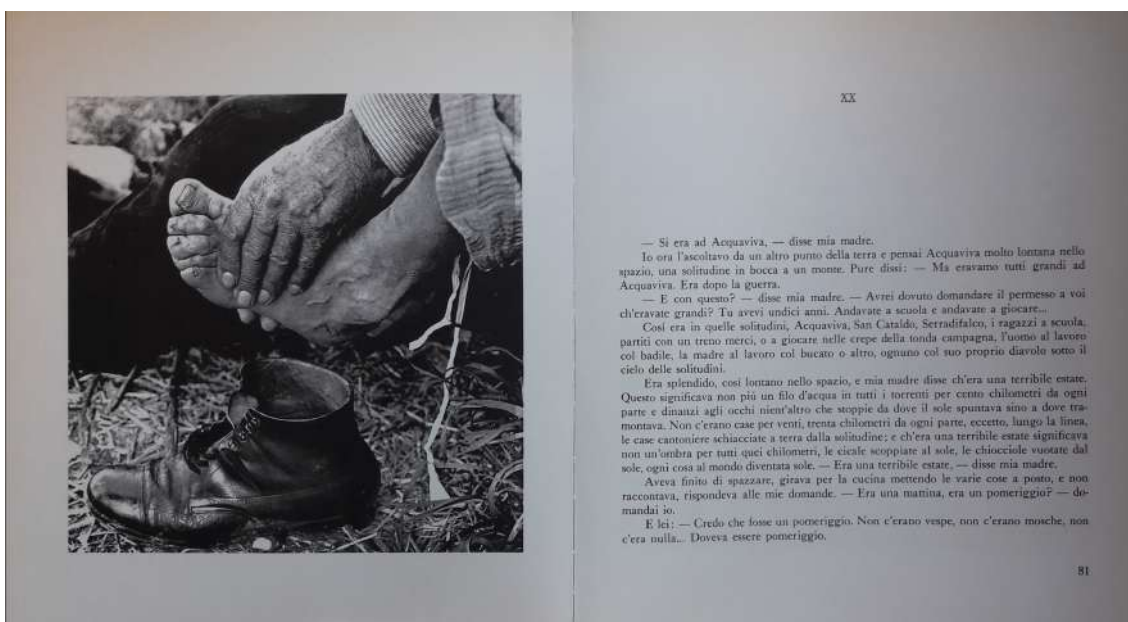 XX
— Si era ad Acquaviva, — disse mia madre.
Io ora l'ascoltavo da un altro punto della terra e pensai Acquaviva molto lontana nello
spazio, una solitudine in bocca a un monte. Pure dissi: — Ma eravamo tutti grandi ad
Acquaviva. Era dopo la guerra.
— E con questo? — disse mia madre. — Avrei dovuto domandare il permesso a voi
ch'eravate grandi? Tu avevi undici anni. Andavate a scuola e andavate a giocare...
Così era in quelle solitudini, Acquaviva, San Cataldo, Serradifalco, i ragazzi a scuola,
partiti con un treno merci, o a giocare nelle crepe della tonda campagna, l'uomo al lavoro
col badile, la madre al lavoro col bucato o altro, ognuno col suo proprio diavolo sotto il
cielo delle solitudini.
Era splendido, così lontano nello spazio, e mia madre disse ch'era una terribile estate.
Questo significava non più un filo d'acqua in tutti i torrenti per cento chilometri da ogni
parte e dinanzi agli occhi nient'altro che stoppie da dove il sole spuntava sino a dove tra-
montava. Non c'erano case per venti, trenta chilometri da ogni parte, eccetto, lungo la linea,
le case cantoniere schiacciate a terra dalla solitudine; e ch'era una terribile estate significava
non un'ombra per tutti quei chilometri, le cicale scoppiate al sole, le chiocciole vuotate dal
sole, ogni cosa al mondo diventata sole. — Era una terribile estate, — disse mia madre.
Aveva finito di spazzare, girava per la cucina mettendo le varie cose a posto, e non
raccontava, rispondeva alle mie domande. — Era una mattina, era un pomeriggio? — do-
mandai io.
E lei: — Credo che fosse un pomeriggio. Non c'erano vespe, non c'erano mosche, non
c'era nulla... Doveva essere pomeriggio.
81